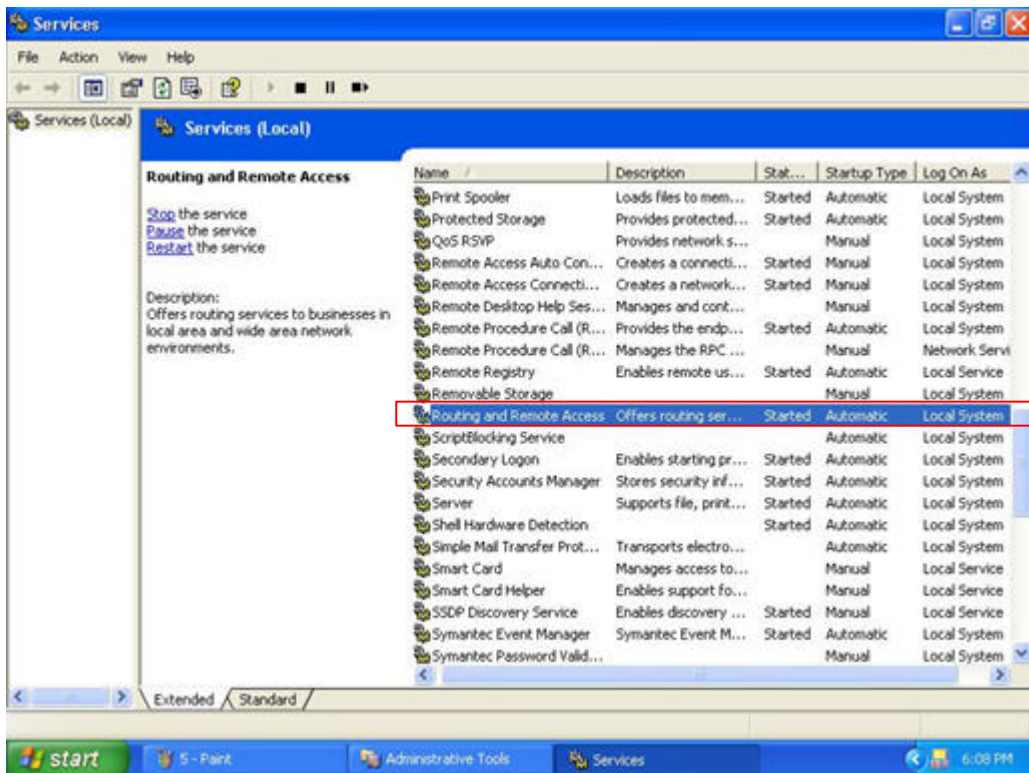 Services
File Action View Help
Services (Local)
Services (Local)
Routing and Remote Access
Stop the service
Pause the service
Restart the service
Description:
Offers routing services to businesses in
local area and wide area network
environments.
Name Description Stat... Startup Type Log On As
Print Spooler Loads files to mem... Started Automatic Local System
Protected Storage Provides protected... Started Automatic Local System
QoS RSVP Provides network s... Manual Local System
Remote Access Auto Con... Creates a connecti... Started Manual Local System
Remote Access Connecti... Creates a network... Started Manual Local System
Remote Desktop Help Ses... Manages and cont... Manual Local System
Remote Procedure Call (R... Provides the endp... Started Automatic Local System
Remote Procedure Call (R... Manages the RPC ... Manual Network Servi
Remote Registry Enables remote us... Started Automatic Local Service
Removable Storage Manual Local System
Routing and Remote Access Offers routing ser... Started Automatic Local System
ScriptBlocking Service Automatic Local System
Secondary Logon Enables starting pr... Started Automatic Local System
Security Accounts Manager Stores security inf... Started Automatic Local System
Server Supports file, print... Started Automatic Local System
Shell Hardware Detection Started Automatic Local System
Simple Mail Transfer Prot... Transports electro... Automatic Local System
Smart Card Manages access to... Manual Local Service
Smart Card Helper Enables support fo... Manual Local Service
SSDP Discovery Service Enables discovery ... Started Manual Local Service
Symantec Event Manager Symantec Event M... Started Automatic Local System
Symantec Password Valid... Manual Local System
Extended Standard
start 5 - Paint Administrative Tools Services 6:08 PM